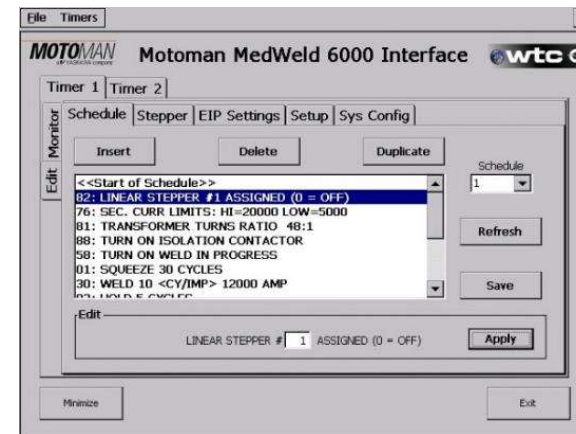 File Timers
MOTOMAN Motoman MedWeld 6000 Interface wtc
Timer 1 Timer 2
Monitor
Edit
Schedule Stepper EIP Settings Setup Sys Config
Insert Delete Duplicate
Schedule
1
<<Start of Schedule>>
82: LINEAR STEPPER #1 ASSIGNED (0 = OFF)
76: SEC. CURR LIMITS: HI=20000 LOW=5000
81: TRANSFORMER TURNS RATIO 48:1
88: TURN ON ISOLATION CONTACTOR
58: TURN ON WELD IN PROGRESS
01: SQUEEZE 30 CYCLES
30: WELD 10 <CY/IMP> 12000 AMP
Refresh
Save
Edit
LINEAR STEPPER # 1 ASSIGNED (0 = OFF)
Apply
Minimize
Exit